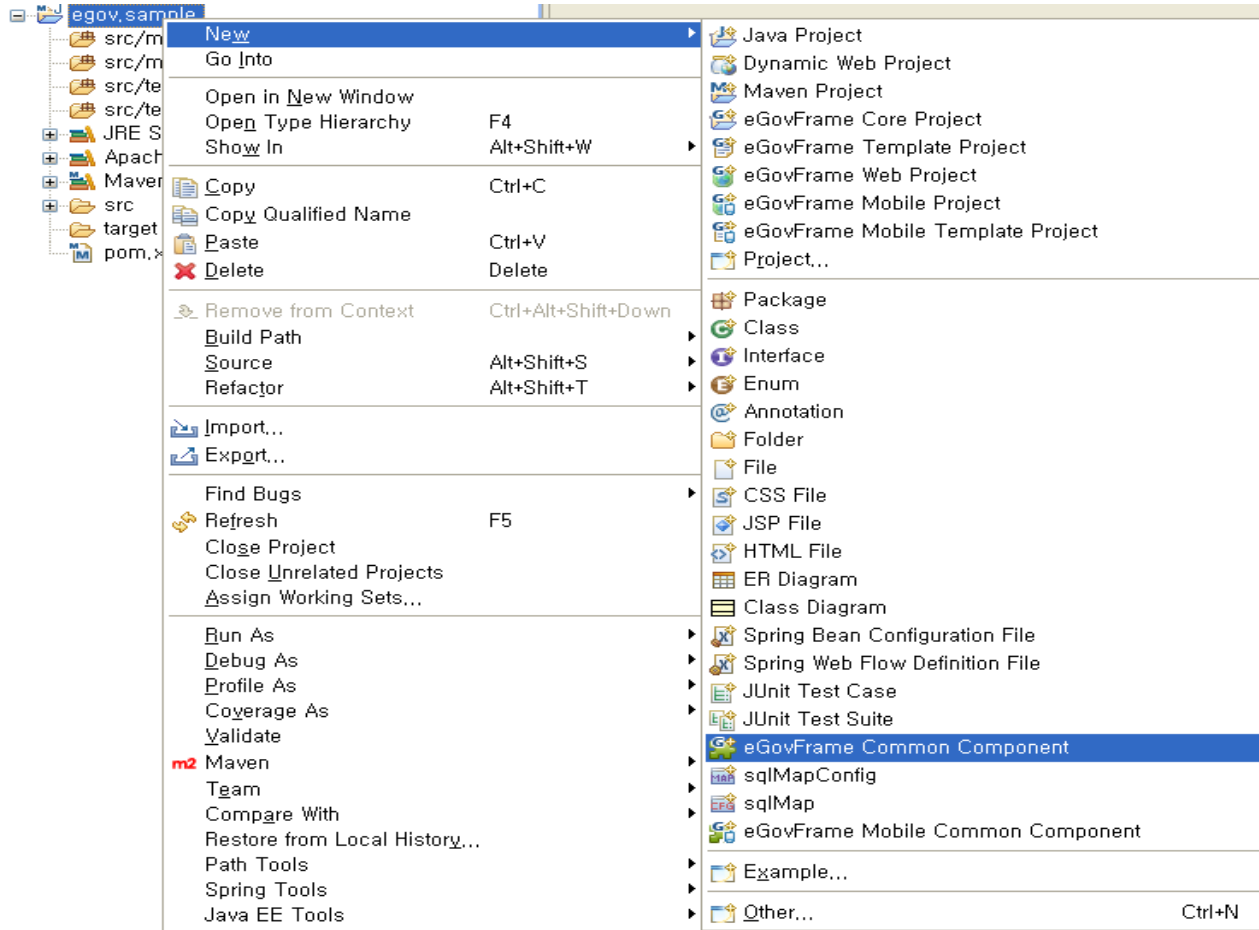 egov.sample
src/m
src/m
src/te
src/te
JRE S
Apach
Maver
src
target
pom.x
New
Go Into
Open in New Window
Open Type Hierarchy F4
Show In Alt+Shift+W
Copy Ctrl+C
Copy Qualified Name
Paste Ctrl+V
Delete Delete
Remove from Context Ctrl+Alt+Shift+Down
Build Path
Source Alt+Shift+S
Refactor Alt+Shift+T
Import...
Export...
Find Bugs
Refresh F5
Close Project
Close Unrelated Projects
Assign Working Sets...
Run As
Debug As
Profile As
Coverage As
Validate
m2 Maven
Team
Compare With
Restore from Local History...
Path Tools
Spring Tools
Java EE Tools
Java Project
Dynamic Web Project
Maven Project
eGovFrame Core Project
eGovFrame Template Project
eGovFrame Web Project
eGovFrame Mobile Project
eGovFrame Mobile Template Project
Project...
Package
Class
Interface
Enum
Annotation
Folder
File
CSS File
JSP File
HTML File
ER Diagram
Class Diagram
Spring Bean Configuration File
Spring Web Flow Definition File
JUnit Test Case
JUnit Test Suite
eGovFrame Common Component
sqlMapConfig
sqlMap
eGovFrame Mobile Common Component
Example...
Other... Ctrl+N